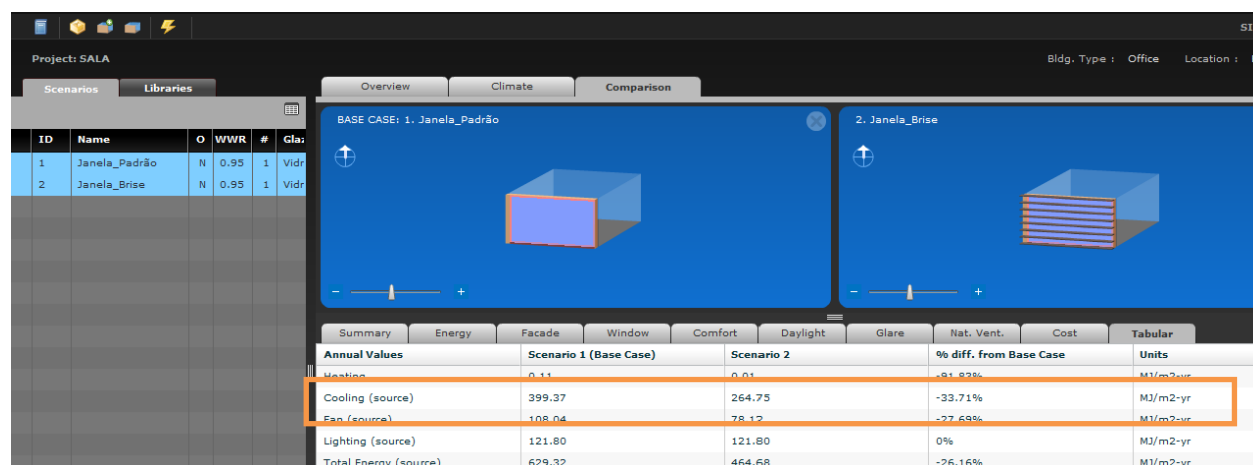 SI
Project: SALA
Bldg. Type : Office Location :
Scenarios Libraries
Overview Climate Comparison
BASE CASE: 1. Janela_Padrão
2. Janela_Brise
ID Name O WWR # Gla
1 Janela_Padrão N 0.95 1 Vidr
2 Janela_Brise N 0.95 1 Vidr
- +
- +
Summary Energy Facade Window Comfort Daylight Glare Nat. Vent. Cost Tabular
Annual Values Scenario 1 (Base Case) Scenario 2 % diff. from Base Case Units
Heating 0.11 0.01 -91.83% MJ/m2-yr
Cooling (source) 399.37 264.75 -33.71% MJ/m2-yr
Fan (source) 108.04 78.12 -27.69% MJ/m2-yr
Lighting (source) 121.80 121.80 0% MJ/m2-yr
Total Energy (source) 629.32 464.68 -26.16% MJ/m2-yr